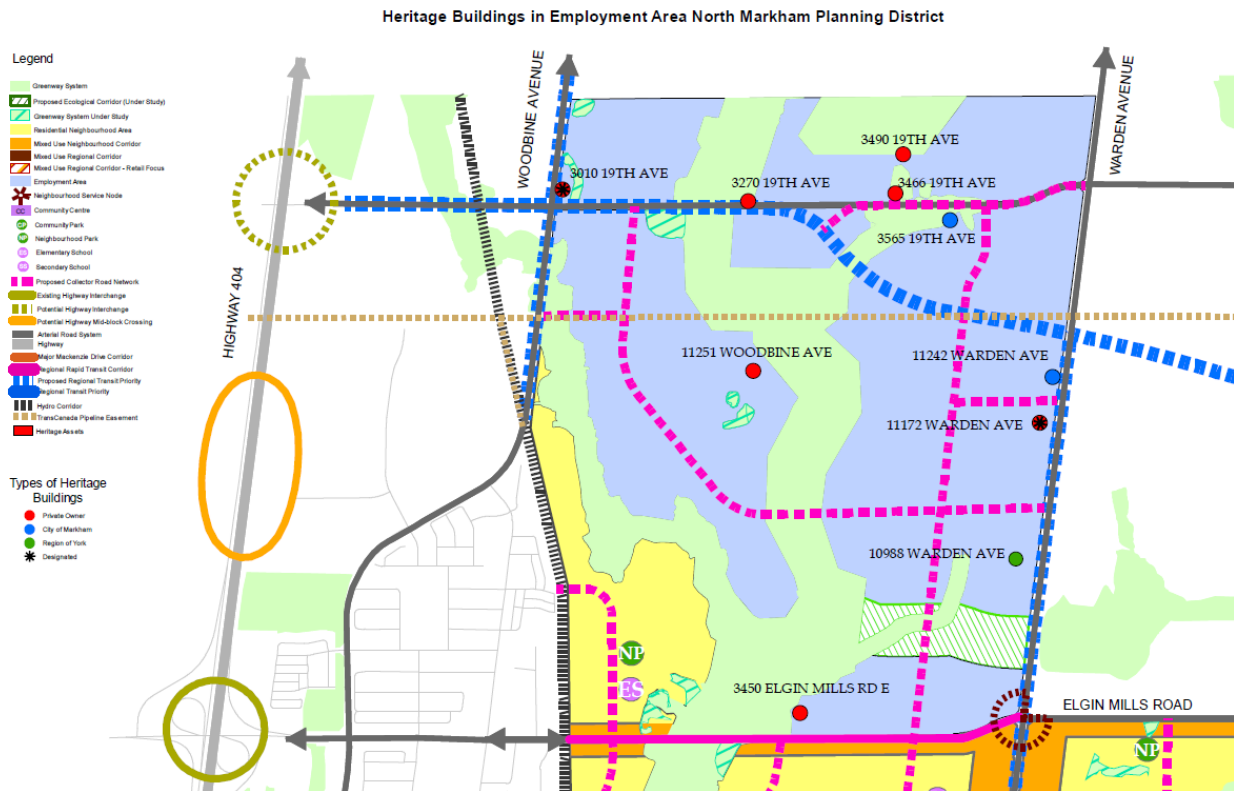 Heritage Buildings in Employment Area North Markham Planning District
Legend
Greenway System
Proposed Ecological Corridor (Under Study)
Greenway System Under Study
Residential Neighbourhood Area
Mixed Use Neighbourhood Corridor
Mixed Use Regional Corridor
Mixed Use Regional Corridor - Retail Focus
Employment Area
Neighbourhood Service Node
CC
Community Centre
CP
Community Park
NP
Neighbourhood Park
ES
Elementary School
SS
Secondary School
Proposed Collector Road Network
Existing Highway Interchange
Potential Highway Interchange
Potential Highway Mid-block Crossing
Arterial Road System
Highway
Major Mackenzie Drive Corridor
Regional Rapid Transit Corridor
Proposed Regional Transit Priority
Regional Transit Priority
Hydro Corridor
TransCanada Pipeline Easement
Heritage Assets
Types of Heritage
Buildings
Private Owner
City of Markham
Region of York
Designated
HIGHWAY 404
WOODBINE AVENUE
WARDEN AVENUE
3490 19TH AVE
3010 19TH AVE
3270 19TH AVE
3466 19TH AVE
3565 19TH AVE
11251 WOODBINE AVE
11242 WARDEN AVE
11172 WARDEN AVE
10988 WARDEN AVE
NP
ES
3450 ELGIN MILLS RD E
ELGIN MILLS ROAD
NP